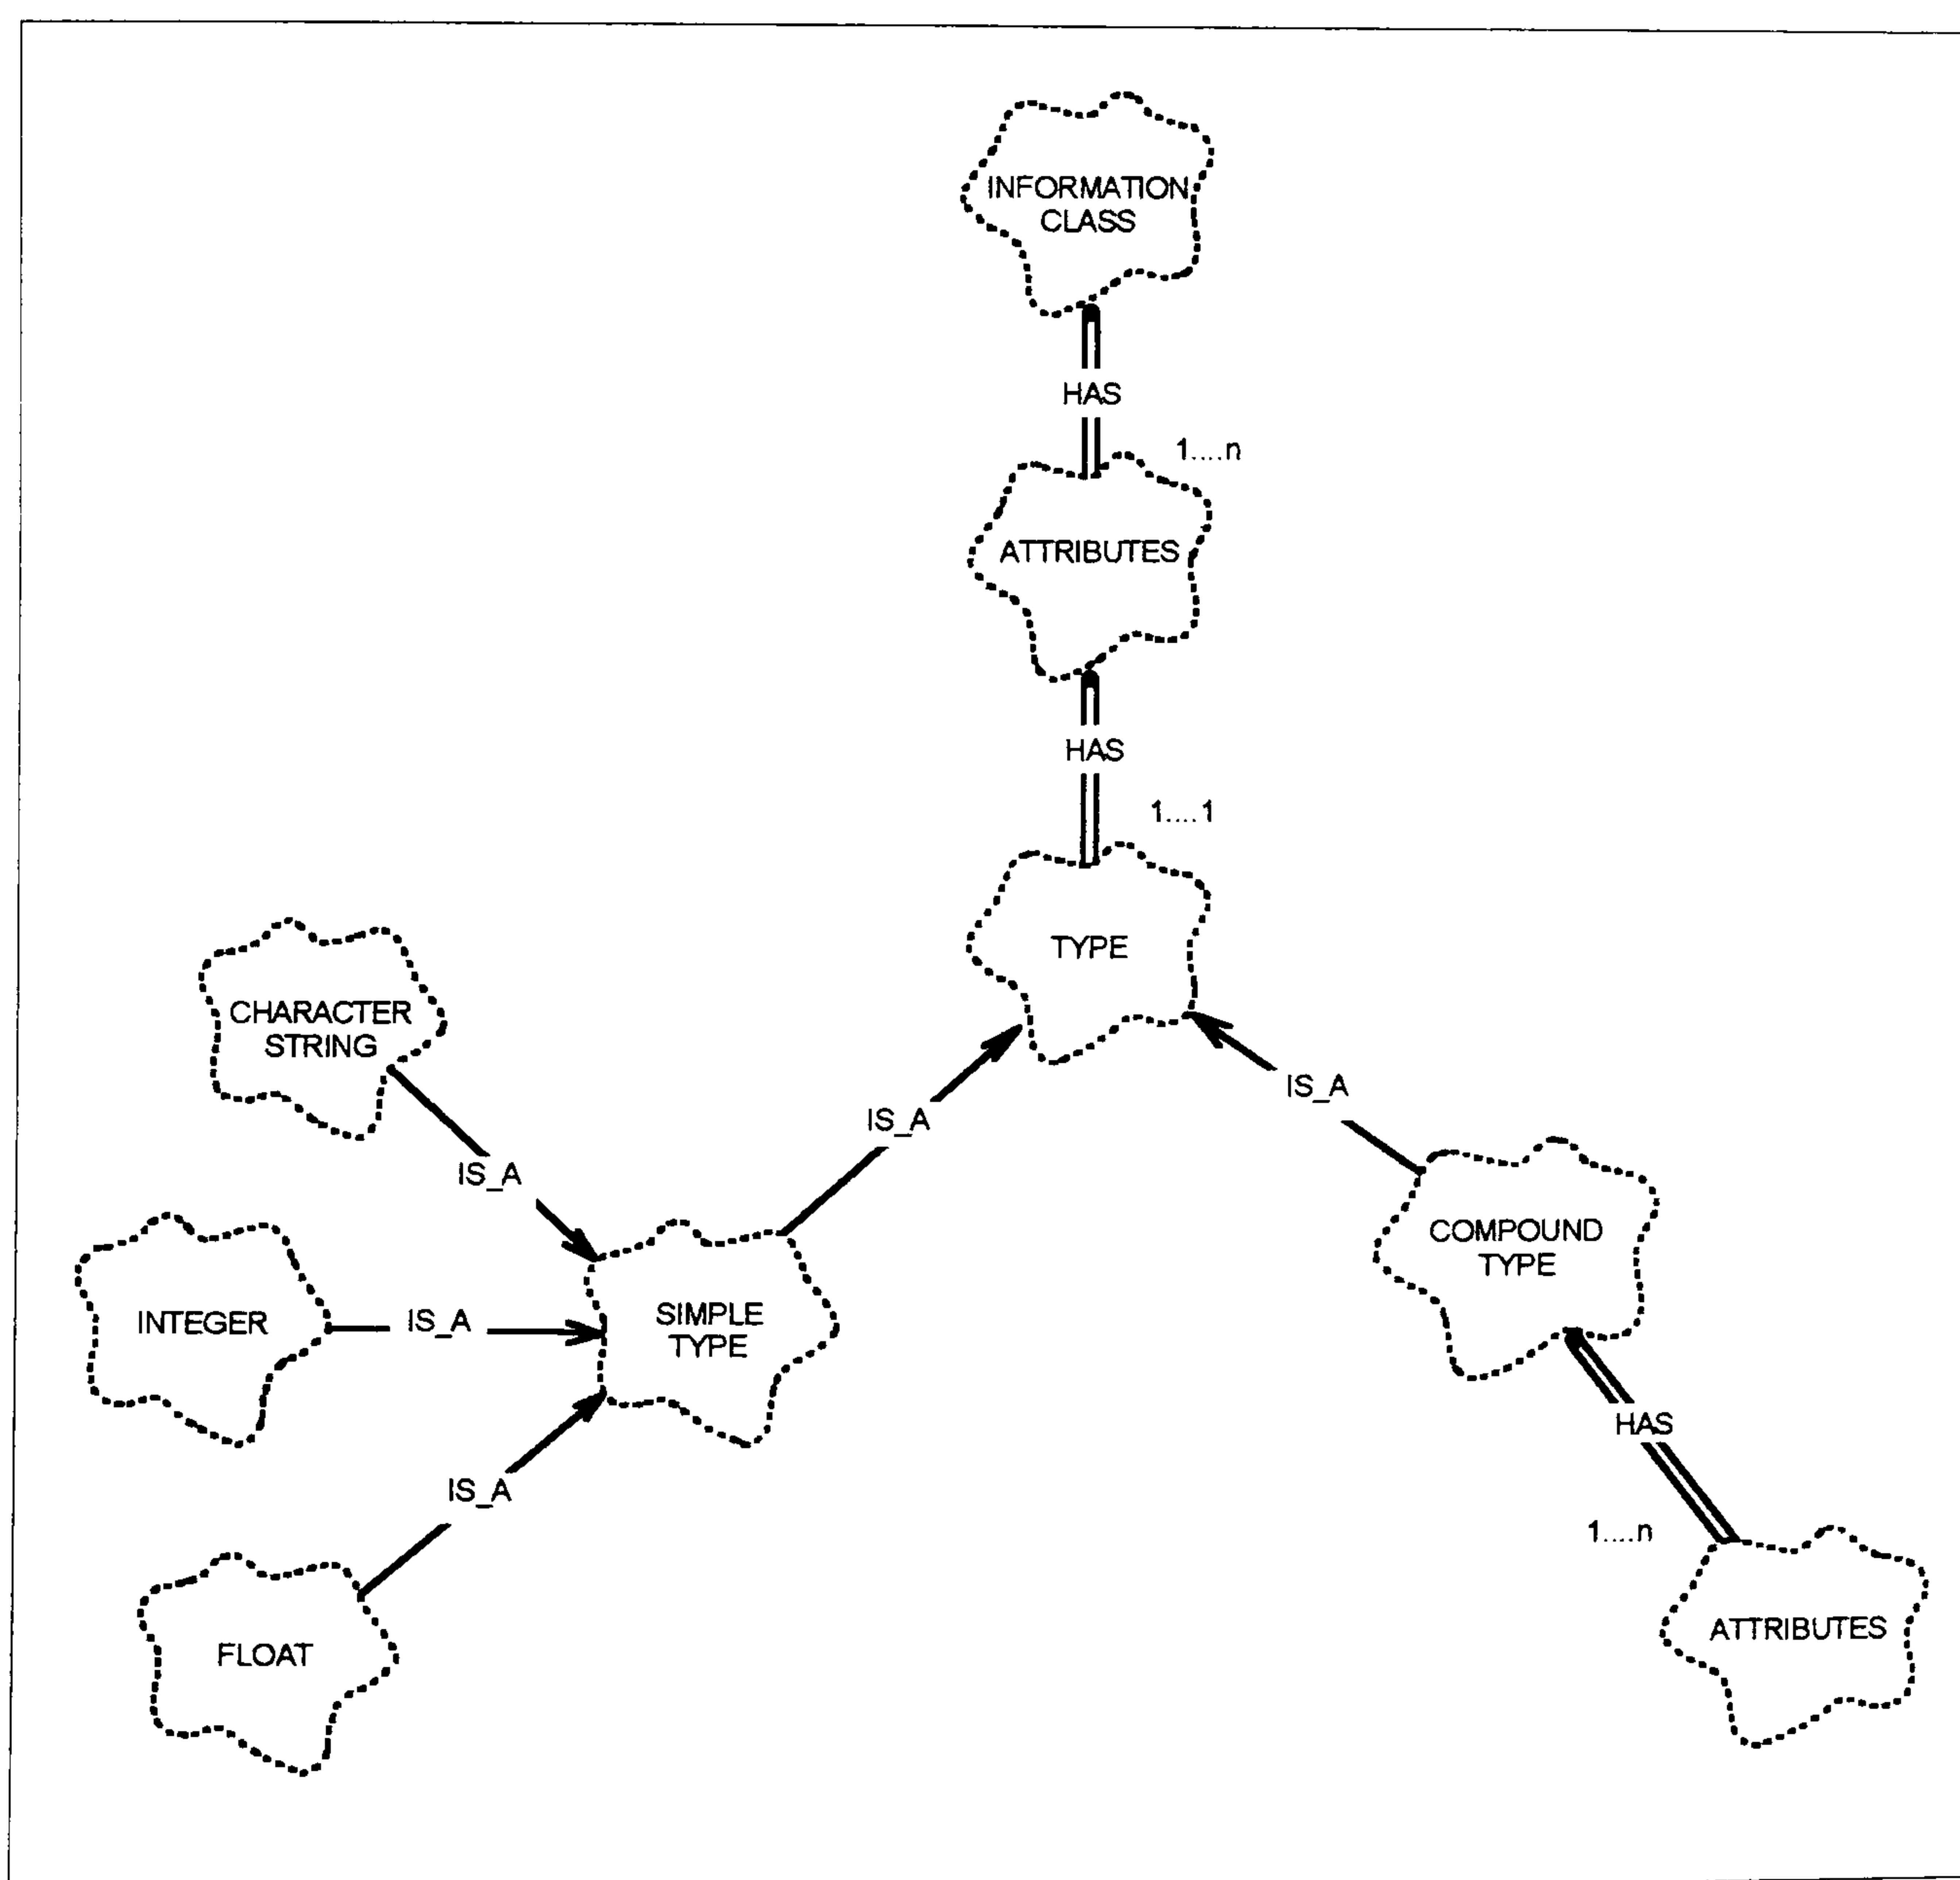 INFORMATION
CLASS
HAS
1....n
ATTRIBUTES
HAS
1....1
TYPE
CHARACTER
STRING
IS_A
IS_A
IS_A
COMPOUND
TYPE
INTEGER
IS_A
SIMPLE
TYPE
HAS
IS_A
1....n
FLOAT
ATTRIBUTES